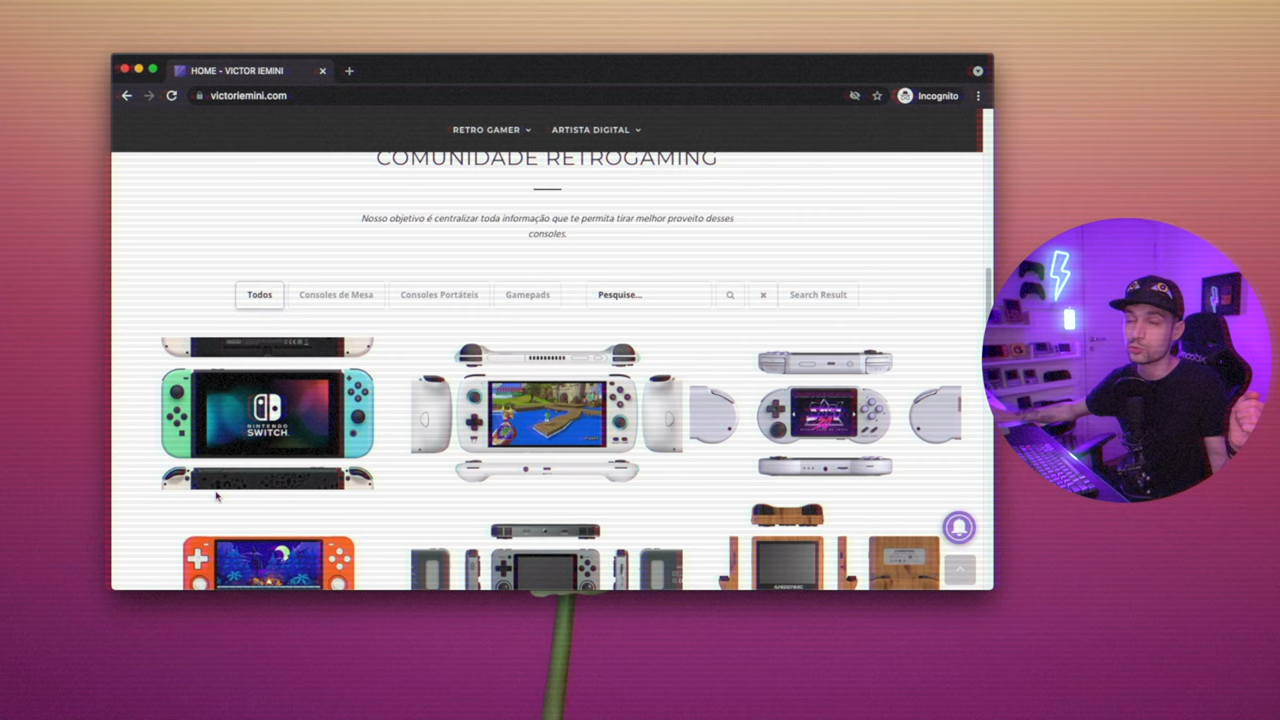 HOME - VICTOR IEMINI
victoriemini.com
Incognito
RETRO GAMER
ARTISTA DIGITAL
COMUNIDADE RETROGAMING
Nosso objetivo é centralizar toda informação que te permita tirar melhor proveito desses
consoles.
Todos
Consoles de Mesa
Consoles Portáteis
Gamepads
Pesquise...
Search Result
NINTENDO
SWITCH